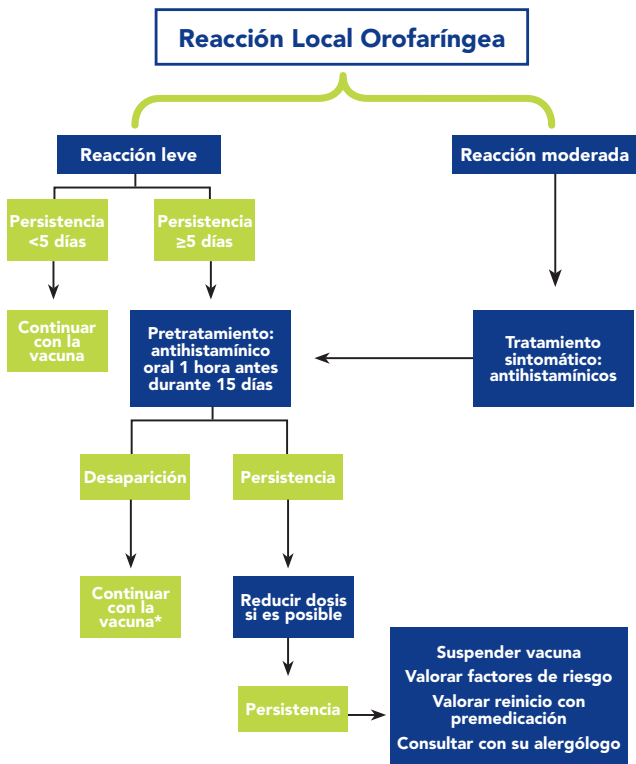 Reacción Local Orofaríngea
Reacción leve
Reacción moderada
Persistencia
<5 días
Persistencia
≥5 días
Continuar
con la
vacuna
Pretratamiento:
antihistamínico
oral 1 hora antes
durante 15 días
Tratamiento
sintomático:
antihistamínicos
Desaparición
Persistencia
Continuar
con la
vacuna*
Reducir dosis
si es posible
Persistencia
Suspender vacuna
Valorar factores de riesgo
Valorar reinicio con
premedicación
Consultar con su alergólogo